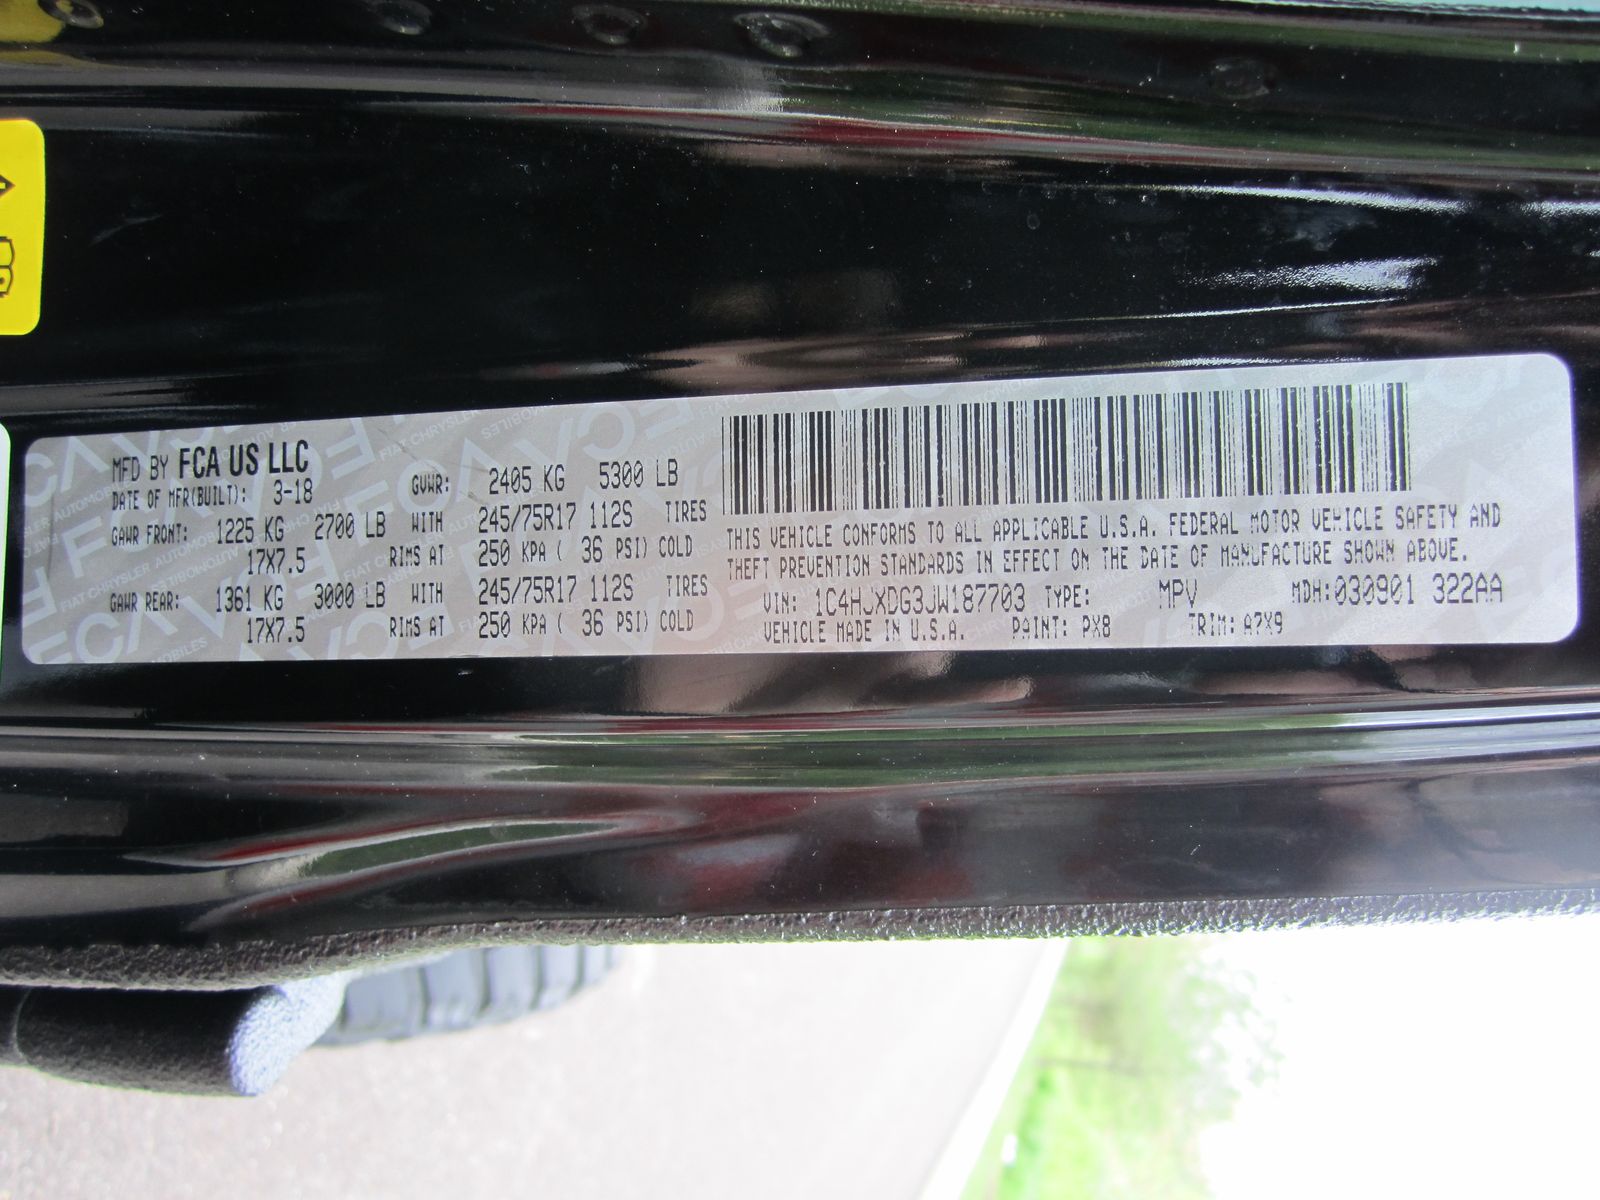 MFD BY FCA US LLC
DATE OF MFR(BUILT): 3-18 GVWR: 2405 KG 5300 LB
GAWR FRONT: 1225 KG 2700 LB WITH 245/75R17 112S TIRES
17X7.5 RIMS AT 250 KPA ( 36 PSI) COLD
GAWR REAR: 1361 KG 3000 LB WITH 245/75R17 112S TIRES
17X7.5 RIMS AT 250 KPA ( 36 PSI) COLD
THIS VEHICLE CONFORMS TO ALL APPLICABLE U.S.A. FEDERAL MOTOR VEHICLE SAFETY AND
THEFT PREVENTION STANDARDS IN EFFECT ON THE DATE OF MANUFACTURE SHOWN ABOVE.
VIN: 1C4HJXDG3JW187703 TYPE: MPV MDH:030901 322AA
VEHICLE MADE IN U.S.A. PAINT: PX8 TRIM: A7X9